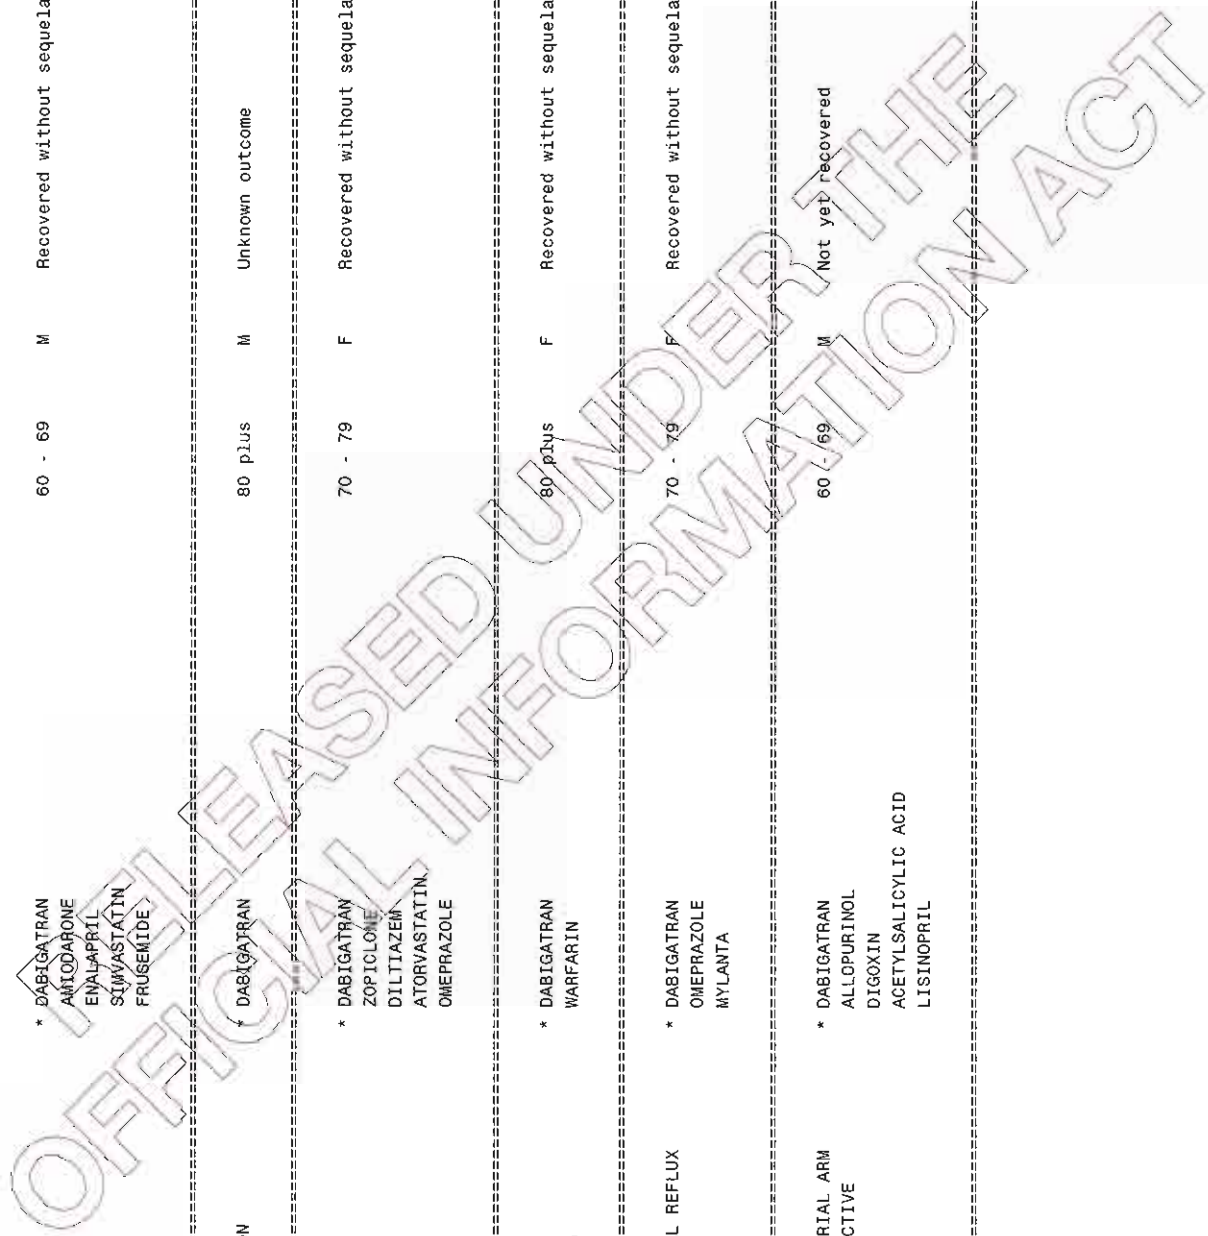 * DABIGATRAN 60 - 69 M Recovered without sequela
AMIODARONE
ENALAPRIL
SIMVASTATIN
FRUSEMIDE
* DABIGATRAN 80 plus M Unknown outcome
* DABIGATRAN 70 - 79 F Recovered without sequela
ZOPICLONE
DILTIAZEM
ATORVASTATIN
OMEPRAZOLE
* DABIGATRAN 80 plus F Recovered without sequela
WARFARIN
L REFLUX * DABIGATRAN 70 - 79 F Recovered without sequela
OMEPRAZOLE
MYLANTA
RIAL ARM * DABIGATRAN 60 - 69 M Not yet recovered
CTIVE ALLOPURINOL
DIGOXIN
ACETYLSALICYLIC ACID
LISINOPRIL
RELEASED UNDER THE
OFFICIAL INFORMATION ACT